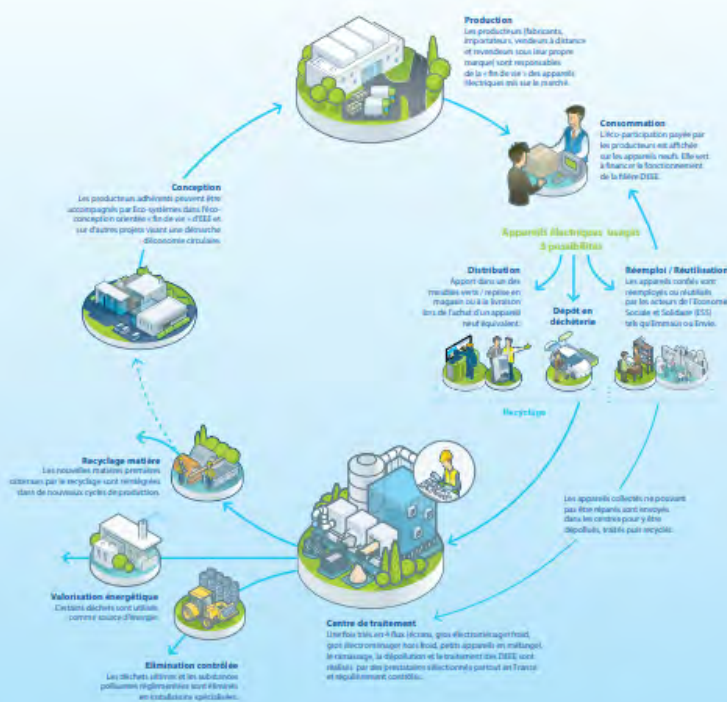 Production
Les producteurs (fabricants,
importateurs, vendeurs à distance
et revendeurs sous leur propre
marque) sont responsables
de la « fin de vie » des appareils
électriques mis sur le marché.
Consommation
L'éco-participation payée par
les producteurs est affichée
sur les appareils neufs. Elle sert
à financer le fonctionnement
de la filière DEEE.
Conception
Les producteurs adhérents peuvent être
accompagnés par Eco-systèmes dans l'éco-
conception orientée « fin de vie » d'EEE et
sur d'autres projets visant une démarche
d'économie circulaire.
Appareils électriques usagés
3 possibilités
Distribution
Apport dans un des
meubles verts / reprise en
magasin ou à la livraison
lors de l'achat d'un appareil
neuf équivalent.
Dépôt en
déchèterie
Réemploi / Réutilisation
Les appareils confiés sont
réemployés ou réutilisés
par les acteurs de l'Economie
Sociale et Solidaire (ESS)
tels qu'Emmaüs ou Envie.
Recyclage
Recyclage matière
Les nouvelles matières premières
obtenues par le recyclage sont réintégrées
dans de nouveaux cycles de production.
Les appareils collectés ne pouvant
pas être réparés sont envoyés
dans les centres pour y être
dépollués, traités puis recyclés.
Valorisation énergétique
Certains déchets sont utilisés
comme source d'énergie.
Centre de traitement
Une fois triés en 4 flux (écrans, gros électroménager froid,
gros électroménager hors froid, petits appareils en mélange),
le ramassage, la dépollution et le traitement des DEEE sont
réalisés par des prestataires sélectionnés partout en France
et régulièrement contrôlés.
Elimination contrôlée
Les déchets ultimes et les substances
polluantes réglementées sont éliminés
en installations spécialisées.